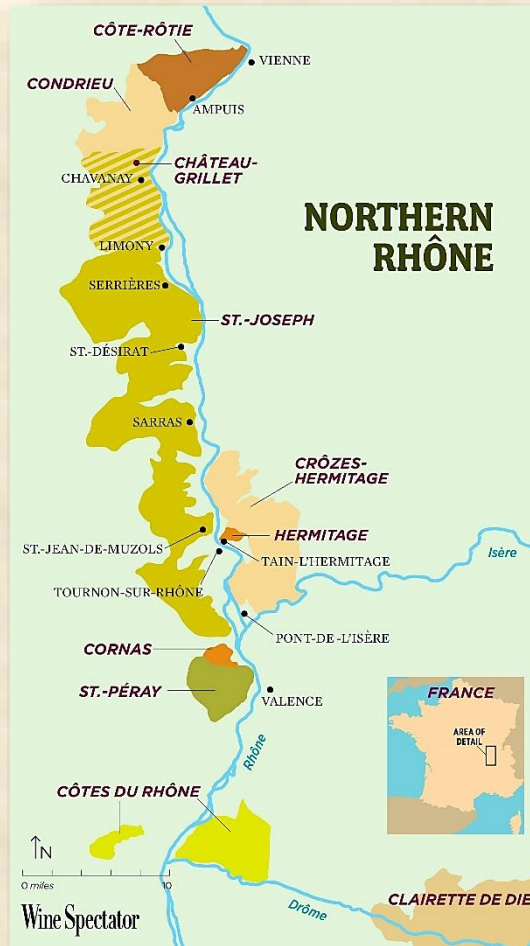 CÔTE-RÔTIE
VIENNE
CONDRIEU
AMPUIS
CHÂTEAU-
GRILLET
CHAVANAY
NORTHERN
RHÔNE
LIMONY
SERRIÈRES
ST.-JOSEPH
ST.-DÉSIRAT
SARRAS
CRÔZES-
HERMITAGE
HERMITAGE
ST.-JEAN-DE-MUZOLS
TAIN-L'HERMITAGE
Isère
TOURNON-SUR-RHÔNE
PONT-DE-L'ISÈRE
CORNAS
ST.-PÉRAY
VALENCE
FRANCE
AREA OF
DETAIL
Rhône
CÔTES DU RHÔNE
N
0 miles 10
Drôme
CLAIRETTE DE DIE
Wine Spectator